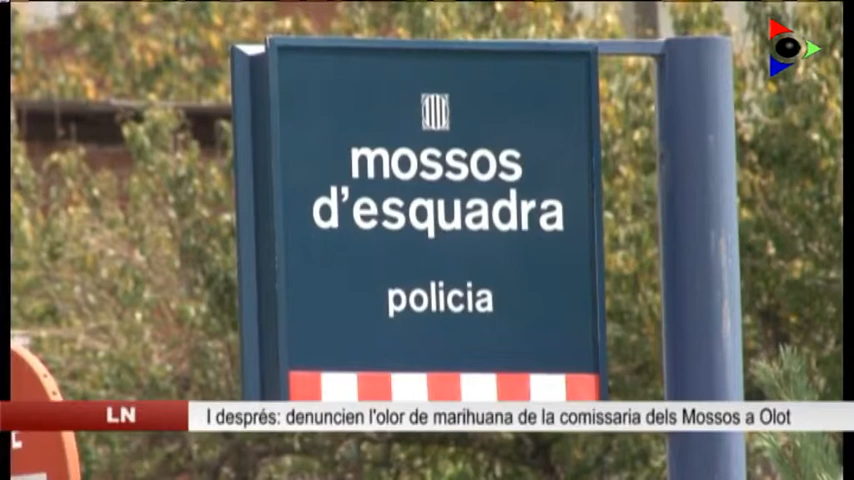 mossos
d'esquadra
policia
LN
I després: denuncien l'olor de marihuana de la comissaria dels Mossos a Olot